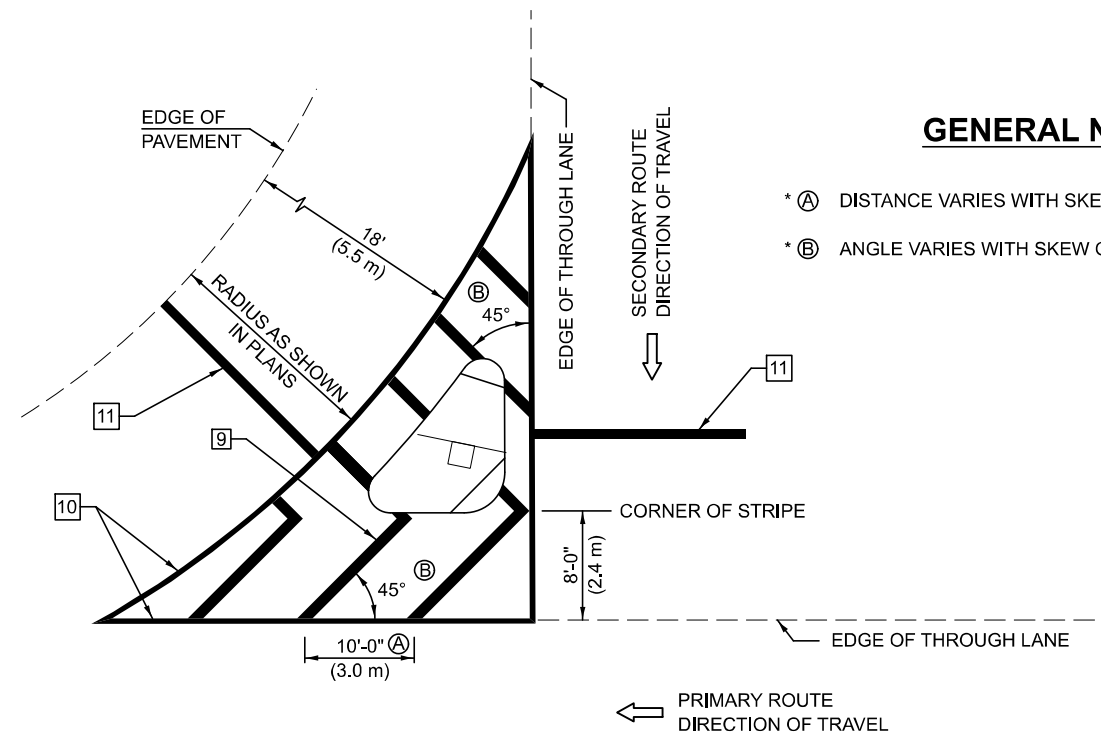 EDGE OF
PAVEMENT
18'
(5.5 m)
RADIUS AS SHOWN
IN PLANS
EDGE OF THROUGH LANE
SECONDARY ROUTE
DIRECTION OF TRAVEL
GENERAL N
* Ⓐ DISTANCE VARIES WITH SKE
* Ⓑ ANGLE VARIES WITH SKEW
Ⓑ
45°
11
11
9
10
CORNER OF STRIPE
8'-0"
(2.4 m)
Ⓑ
45°
10'-0" Ⓐ
(3.0 m)
EDGE OF THROUGH LANE
PRIMARY ROUTE
DIRECTION OF TRAVEL